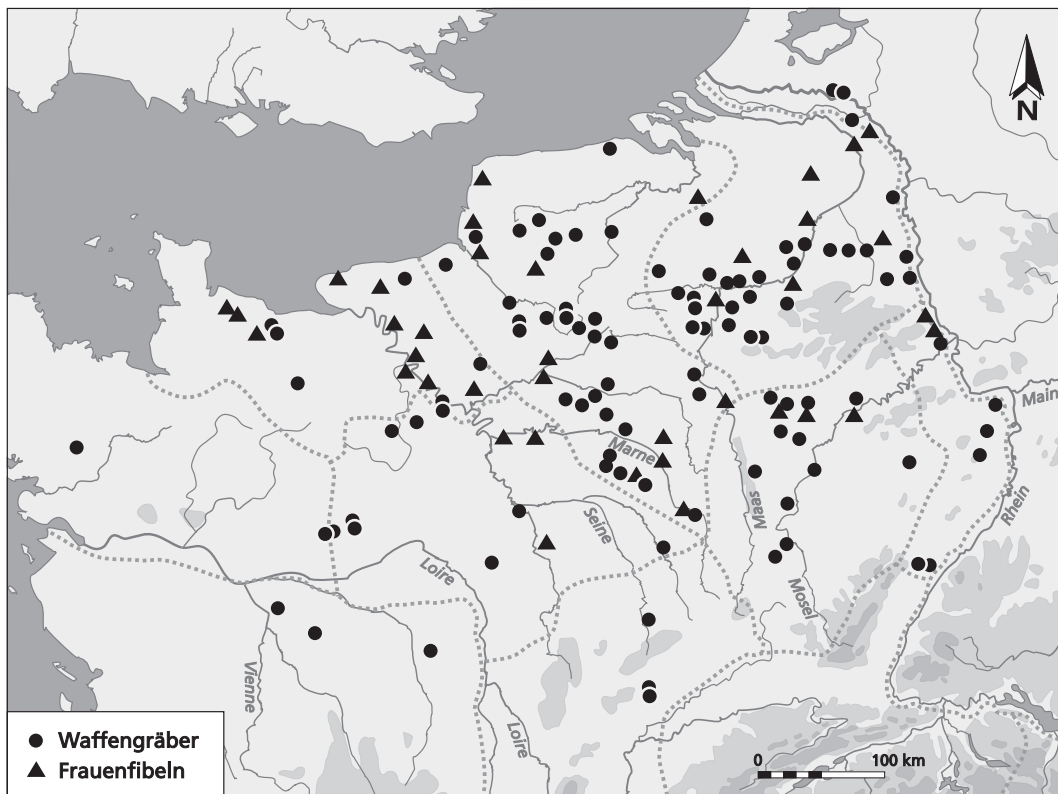 N
Main
Marne
Rhein
Maas
Seine
Loire
Mosel
Vienne
Loire
Waffengräber
Frauenfibeln
0 100 km